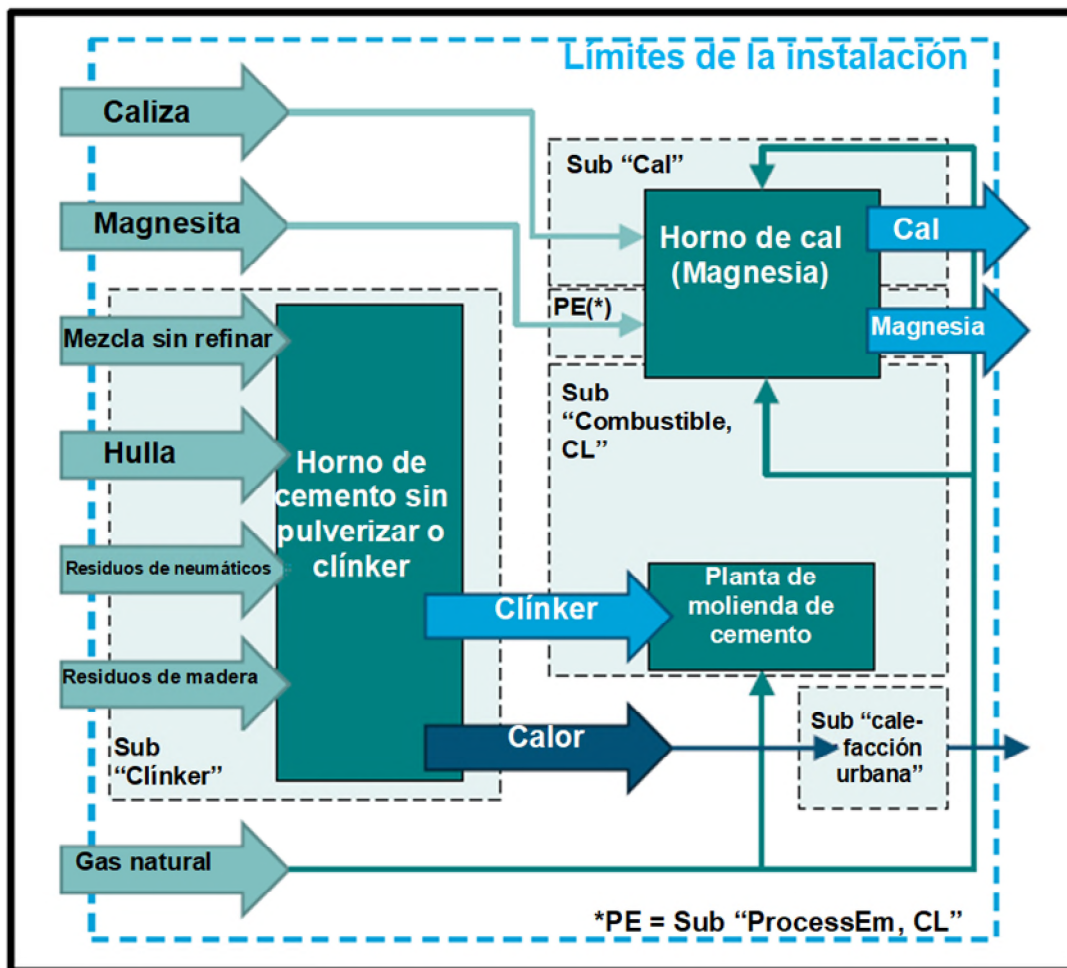 Límites de la instalación
Caliza
Magnesita
Mezcla sin refinar
Hulla
Residuos de neumáticos
Residuos de madera
Gas natural
Sub
"Clínker"
Horno de
cemento sin
pulverizar o
clínker
Clínker
Calor
Sub “Cal”
Horno de cal
(Magnesia)
Cal
PE(*)
Magnesia
Sub
“Combustible,
CL”
Planta de
molienda de
cemento
Sub “cale-
facción
urbana”
*PE = Sub “ProcessEm, CL”